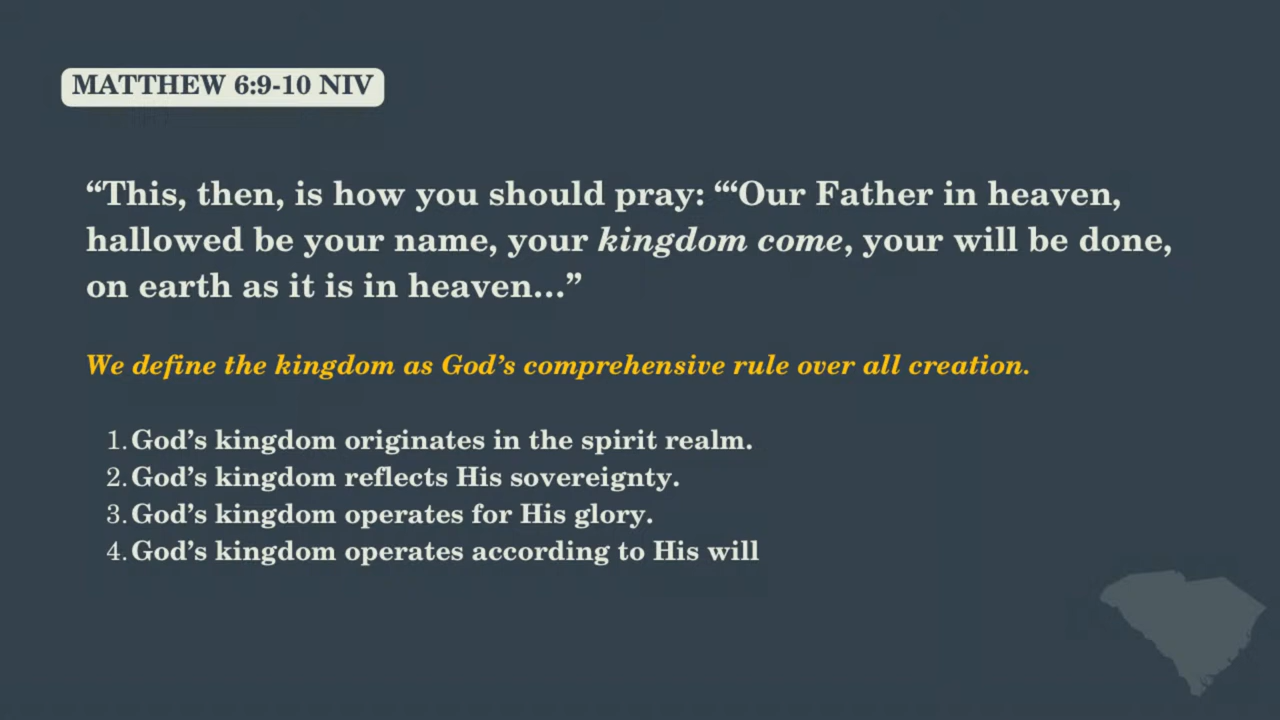 MATTHEW 6:9-10 NIV
“This, then, is how you should pray: “‘Our Father in heaven,
hallowed be your name, your kingdom come, your will be done,
on earth as it is in heaven...”
We define the kingdom as God’s comprehensive rule over all creation.
1. God’s kingdom originates in the spirit realm.
2. God’s kingdom reflects His sovereignty.
3. God’s kingdom operates for His glory.
4. God’s kingdom operates according to His will